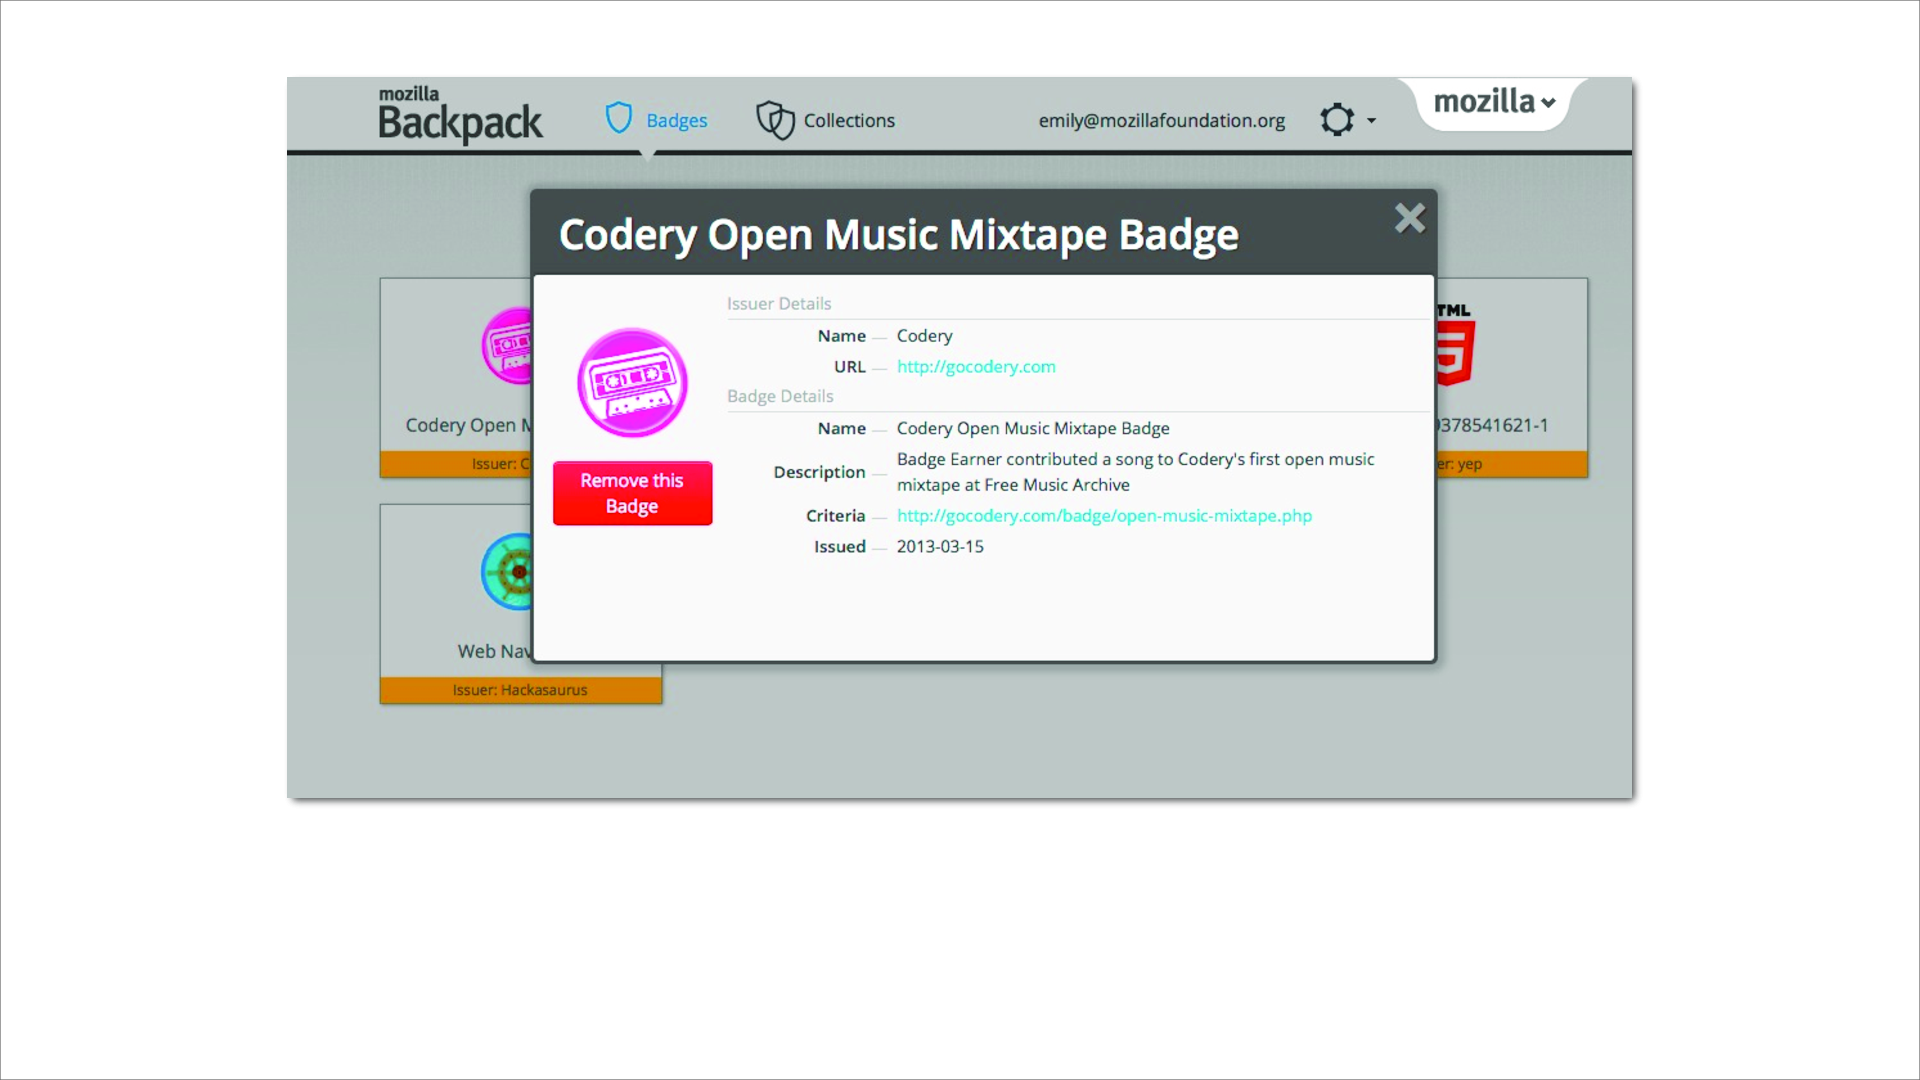 mozilla
Backpack
Badges
Collections
emily@mozillafoundation.org
mozilla
Codery Open Music Mixtape Badge
Issuer Details
Name — Codery
URL — http://gocodery.com
Badge Details
Name — Codery Open Music Mixtape Badge
Description — Badge Earner contributed a song to Codery's first open music
mixtape at Free Music Archive
Criteria — http://gocodery.com/badge/open-music-mixtape.php
Issued — 2013-03-15
Remove this
Badge
Codery Open
Issuer:
TML
378541621-1
er: yep
Web Nav
Issuer: Hackasaurus